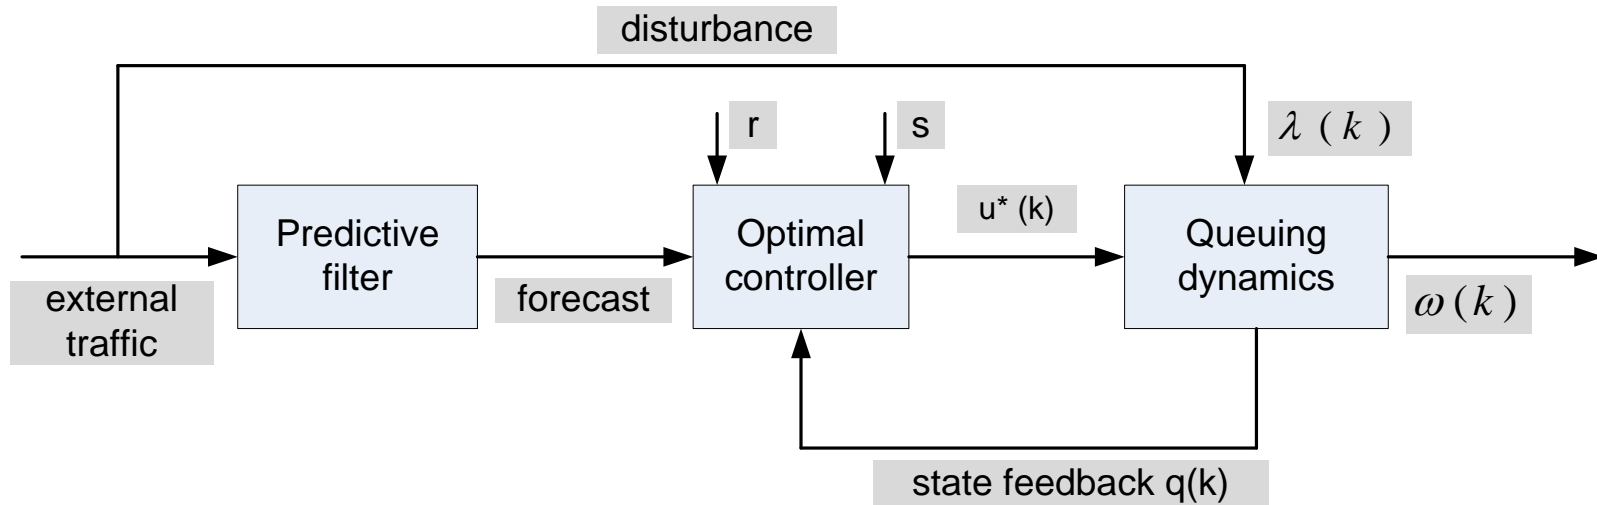 disturbance
r
s
λ ( k )
Predictive
filter
Optimal
controller
u* (k)
Queuing
dynamics
external
traffic
forecast
ω ( k )
state feedback q(k)